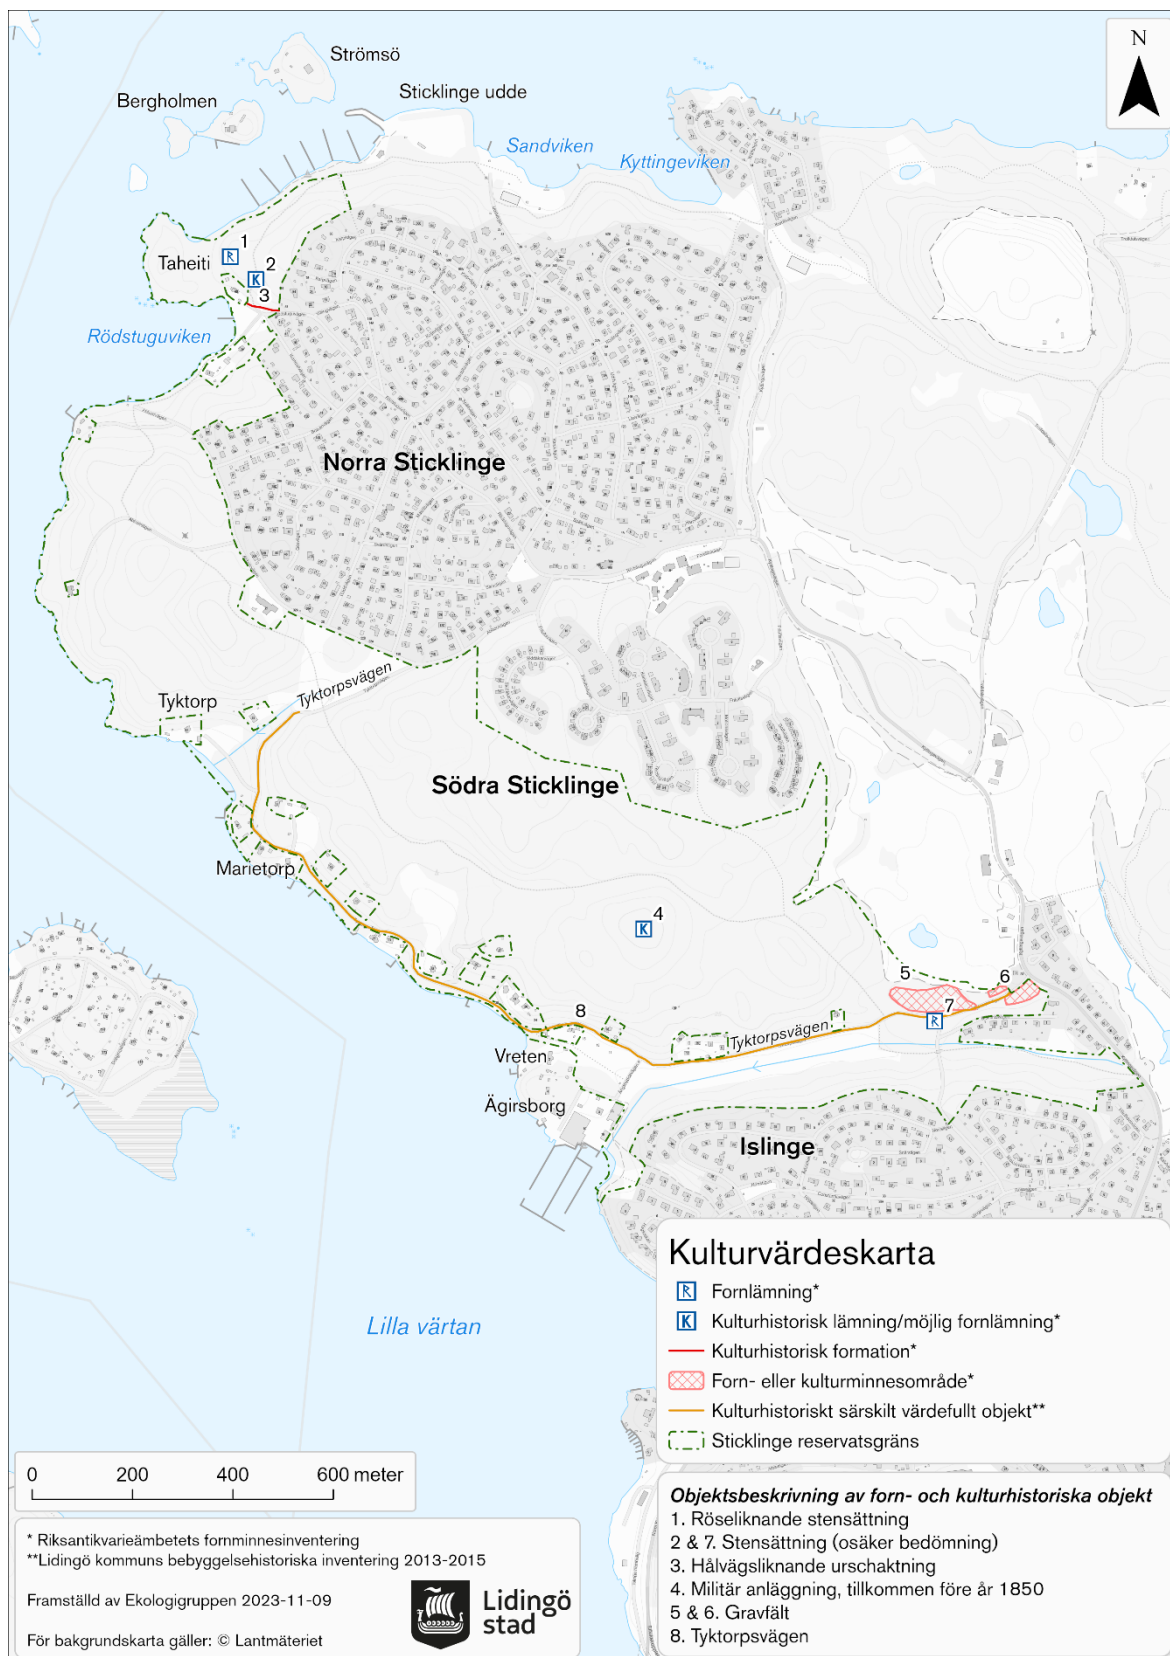 N
Strömsö
Bergholmen
Sticklinge udde
Sandviken
Kyttingeviken
1
R
Taheiti
2
K
3
Rödstuguviken
Norra Sticklinge
Tyktorpsvägen
Tyktorp
Södra Sticklinge
Marietorp
4
K
5
6
7
R
8
Tyktorpsvägen
Vreten
Ägirsborg
Islinge
Lilla värtan
Kulturvärdeskarta
R Fornlämning*
K Kulturhistorisk lämning/möjlig fornlämning*
Kulturhistorisk formation*
Forn- eller kulturminnesområde*
Kulturhistoriskt särskilt värdefullt objekt**
Sticklinge reservatsgräns
0 200 400 600 meter
Objektsbeskrivning av forn- och kulturhistoriska objekt
1. Röseliknande stensättning
2 & 7. Stensättning (osäker bedömning)
3. Hålvägsliknande urschaktning
4. Militär anläggning, tillkommen före år 1850
5 & 6. Gravfält
8. Tyktorpsvägen
* Riksantikvarieämbetets fornminnesinventering
**Lidingö kommuns bebyggelsehistoriska inventering 2013-2015
Framställd av Ekologigruppen 2023-11-09
För bakgrundskarta gäller: © Lantmäteriet
Lidingö
stad